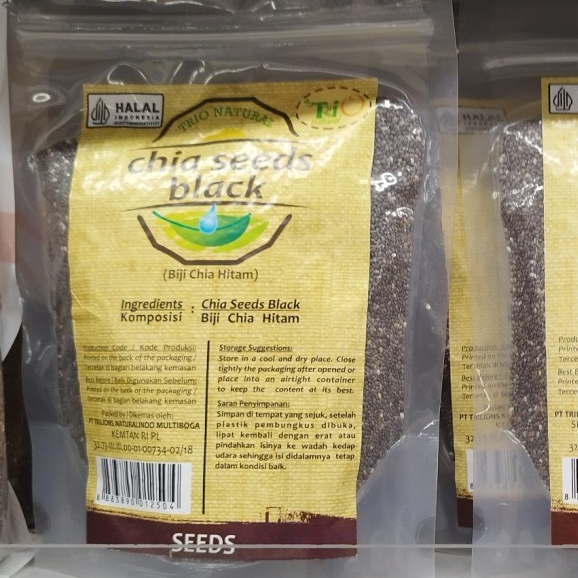 HALAL
INDONESIA
TRIO NATURAL
TriO
chia seeds
black
(Biji Chia Hitam)
Ingredients : Chia Seeds Black
Komposisi Biji Chia Hitam
Production Code / Kode Produksi:
Printed on the back of the packaging /
Tercetak di bagian belakang kemasan
Best Before / Baik Digunakan Sebelum:
Printed on the back of the packaging /
Tercetak di bagian belakang kemasan
Packed by / Dikemas oleh:
PT TRILIONS NATURALINDO MULTIBOGA
KEMTAN RI PL
Storage Suggestions:
Store in a cool and dry place. Close
tightly the packaging after opened or
place into an airtight container
to keep the content at its best.
Saran Penyimpanan:
Simpan di tempat yang sejuk, setelah
plastik pembungkus dibuka,
lipat kembali dengan erat atau
pindahkan isinya ke wadah kedap
udara sehingga isi didalamnya tetap
dalam kondisi baik.
8 883890 012504
SEEDS